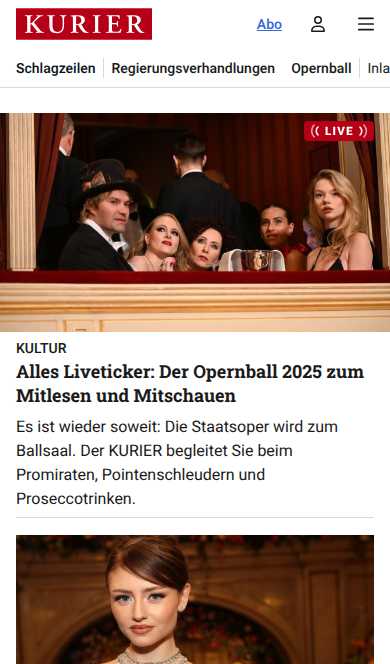 KURIER
Abo
Schlagzeilen
Regierungsverhandlungen
Opernball
Inla
LIVE
KULTUR
Alles Liveticker: Der Opernball 2025 zum
Mitlesen und Mitschauen
Es ist wieder soweit: Die Staatsoper wird zum
Ballsaal. Der KURIER begleitet Sie beim
Promiraten, Pointenschleudern und
Proseccotrinken.